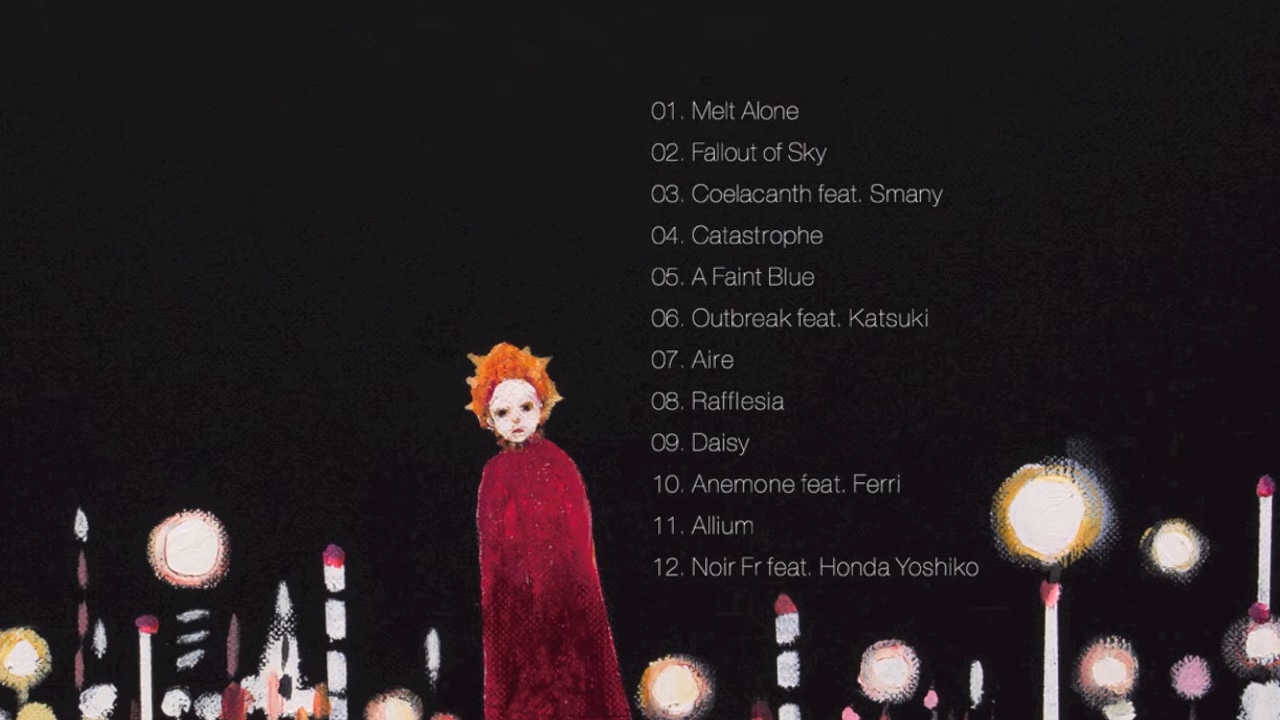 01. Melt Alone
02. Fallout of Sky
03. Coelacanth feat. Smany
04. Catastrophe
05. A Faint Blue
06. Outbreak feat. Katsuki
07. Aire
08. Rafflesia
09. Daisy
10. Anemone feat. Ferri
11. Allium
12. Noir Fr feat. Honda Yoshiko